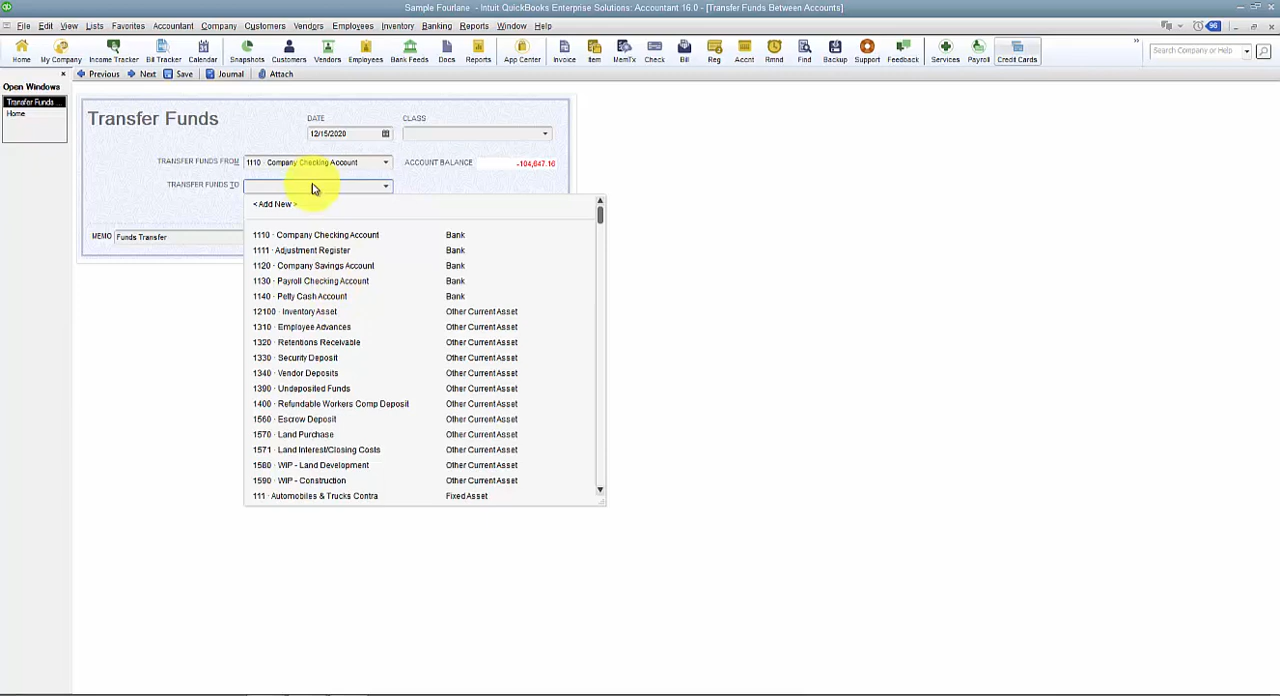 Sample Fourlane - Intuit QuickBooks Enterprise Solutions: Accountant 16.0 - [Transfer Funds Between Accounts]
File Edit View Lists Favorites Accountant Company Customers Vendors Employees Inventory Banking Reports Window Help
96
Home My Company Income Tracker Bill Tracker Calendar Snapshots Customers Vendors Employees Bank Feeds Docs Reports App Center Invoice Item MemTx Check Bill Reg Accnt Rmnd Find Backup Support Feedback Services Payroll Credit Cards
Search Company or Help
Previous Next Save Journal Attach
Open Windows
Transfer Funds ...
Home
Transfer Funds
DATE
CLASS
12/15/2020
TRANSFER FUNDS FROM 1110 · Company Checking Account ACCOUNT BALANCE -104,647.16
TRANSFER FUNDS TO
MEMO Funds Transfer
< Add New >
1110 · Company Checking Account Bank
1111 · Adjustment Register Bank
1120 · Company Savings Account Bank
1130 · Payroll Checking Account Bank
1140 · Petty Cash Account Bank
12100 · Inventory Asset Other Current Asset
1310 · Employee Advances Other Current Asset
1320 · Retentions Receivable Other Current Asset
1330 · Security Deposit Other Current Asset
1340 · Vendor Deposits Other Current Asset
1390 · Undeposited Funds Other Current Asset
1400 · Refundable Workers Comp Deposit Other Current Asset
1560 · Escrow Deposit Other Current Asset
1570 · Land Purchase Other Current Asset
1571 · Land Interest/Closing Costs Other Current Asset
1580 · WIP - Land Development Other Current Asset
1590 · WIP - Construction Other Current Asset
111 · Automobiles & Trucks Contra Fixed Asset